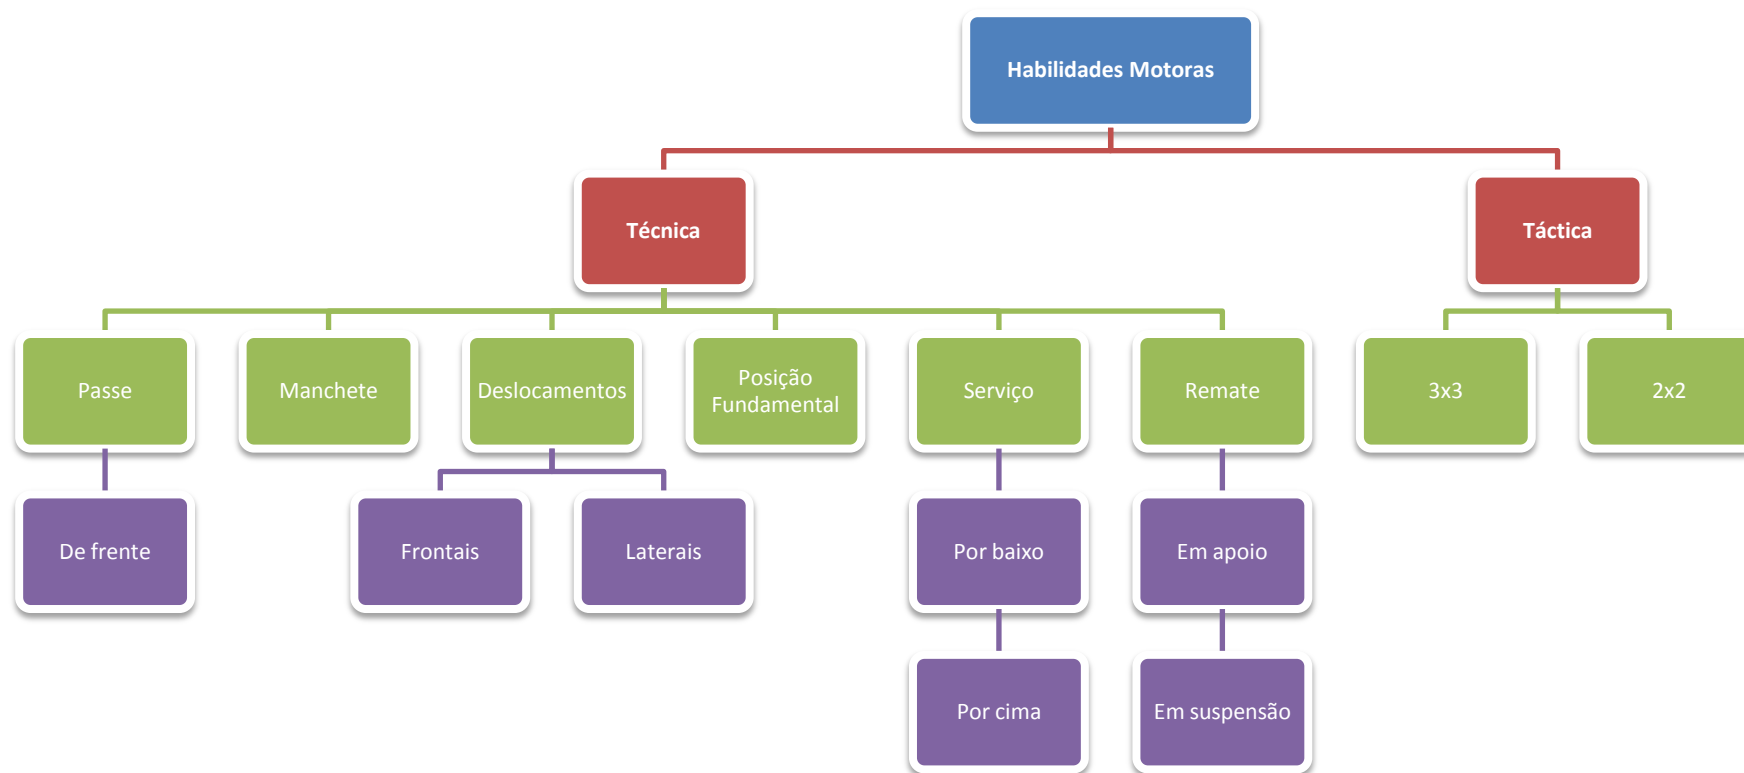 Habilidades Motoras
Técnica
Táctica
Passe
Manchete
Deslocamentos
Posição
Fundamental
Serviço
Remate
3x3
2x2
De frente
Frontais
Laterais
Por baixo
Em apoio
Por cima
Em suspensão